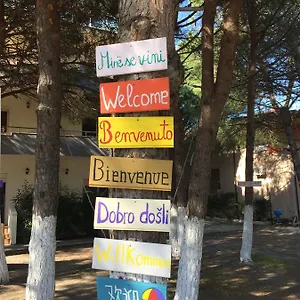 Mirësevini
Welcome
Benvenuto
Bienvenue
Dobro došli
Willkommen